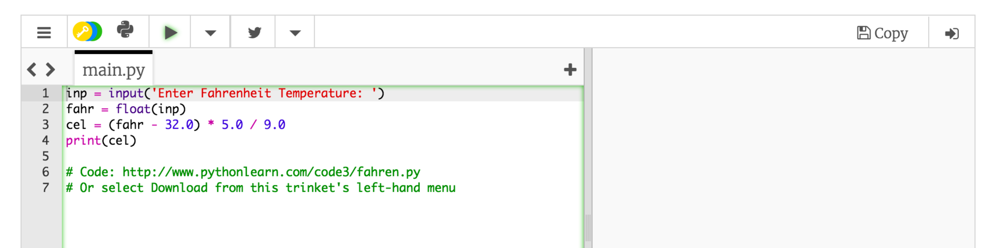 Copy
main.py
1 inp = input('Enter Fahrenheit Temperature: ')
2 fahr = float(inp)
3 cel = (fahr - 32.0) * 5.0 / 9.0
4 print(cel)
5
6 # Code: http://www.pythonlearn.com/code3/fahren.py
7 # Or select Download from this trinket's left-hand menu